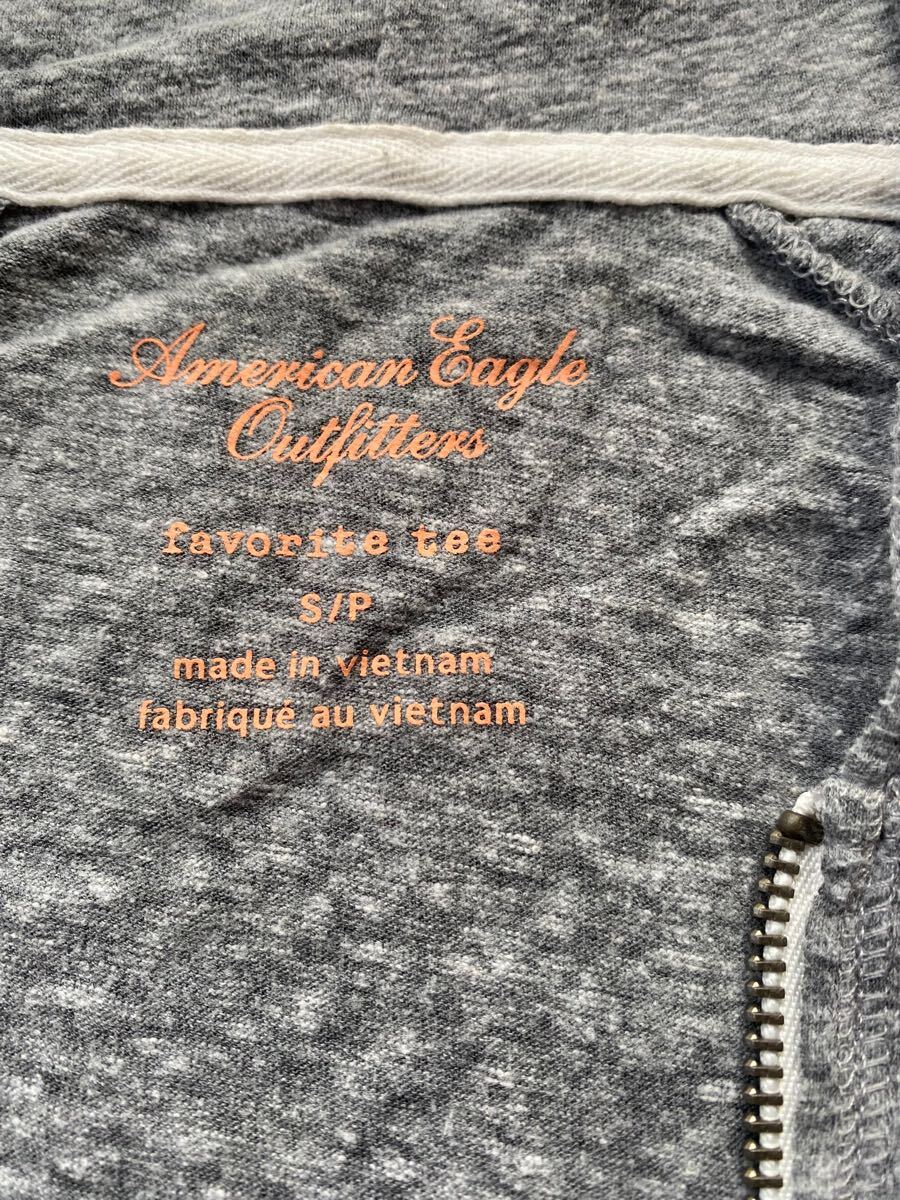 American Eagle
Outfitters
favorite tee
S/P
made in vietnam
fabriqué au vietnam